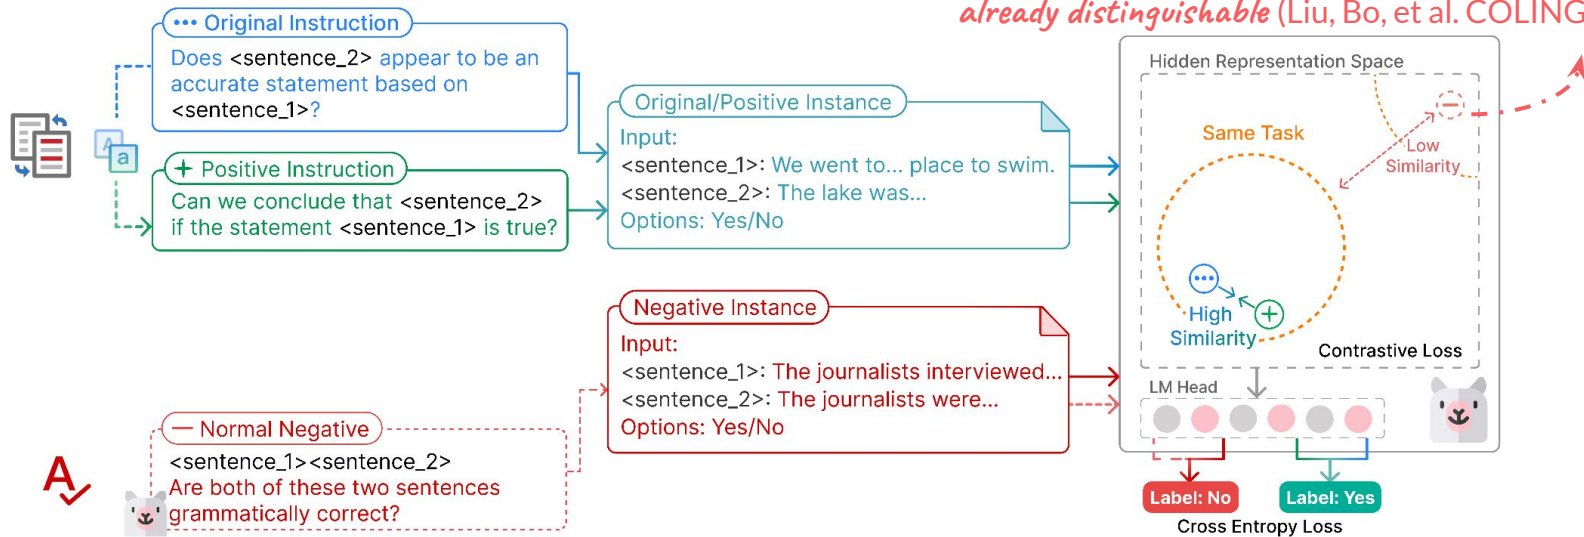 already distinguishable (Liu, Bo, et al. COLING
Original Instruction
Does <sentence_2> appear to be an
accurate statement based on
<sentence_1>?
A
a
Positive Instruction
Can we conclude that <sentence_2>
if the statement <sentence_1> is true?
Original/Positive Instance
Input:
<sentence_1>: We went to... place to swim.
<sentence_2>: The lake was...
Options: Yes/No
Negative Instance
Input:
<sentence_1>: The journalists interviewed...
<sentence_2>: The journalists were...
Options: Yes/No
Normal Negative
<sentence_1><sentence_2>
Are both of these two sentences
grammatically correct?
A
Hidden Representation Space
Same Task
Low
Similarity
High
Similarity
Contrastive Loss
LM Head
Label: No
Label: Yes
Cross Entropy Loss